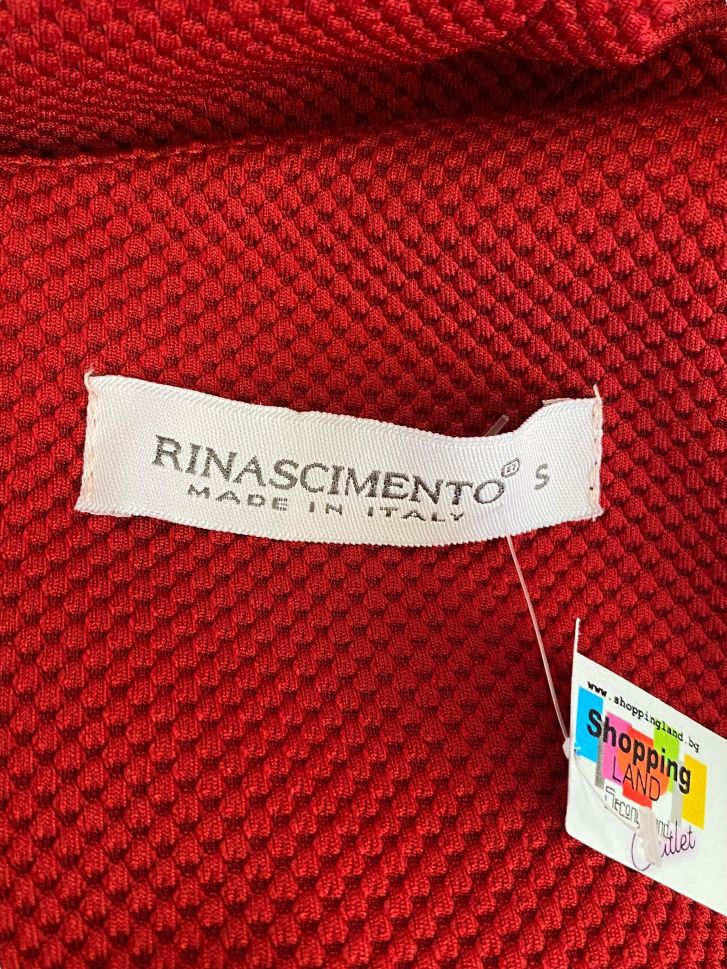 RINASCIMENTO® S
MADE IN ITALY
www.shoppingland.bg
Shopping
LAND
Outlet